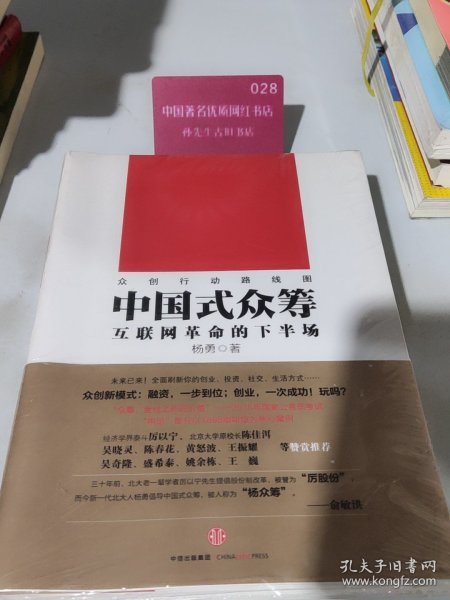 028
中国著名优质网红书店
孙先生古旧书店
众创行动路线图
中国式众筹
互联网革命的下半场
杨勇◎著
未来已来！全面刷新你的创业、投资、社交、生活方式……
众创新模式：融资，一步到位；创业，一次成功！玩吗？
经济学界泰斗厉以宁、北京大学原校长陈佳洱
吴晓灵、陈春花、黄怒波、王振耀 等赞赏推荐
吴奇隆、盛希泰、姚余栋、王 巍
三十年前，北大老一辈学者厉以宁先生提倡股份制改革，被誉为“厉股份”，
而今新一代北大人杨勇倡导中国式众筹，被人称为“杨众筹”
——俞敏洪
中信出版集团 CHINA CITIC PRESS
孔夫子旧书网
www.kongfz.com